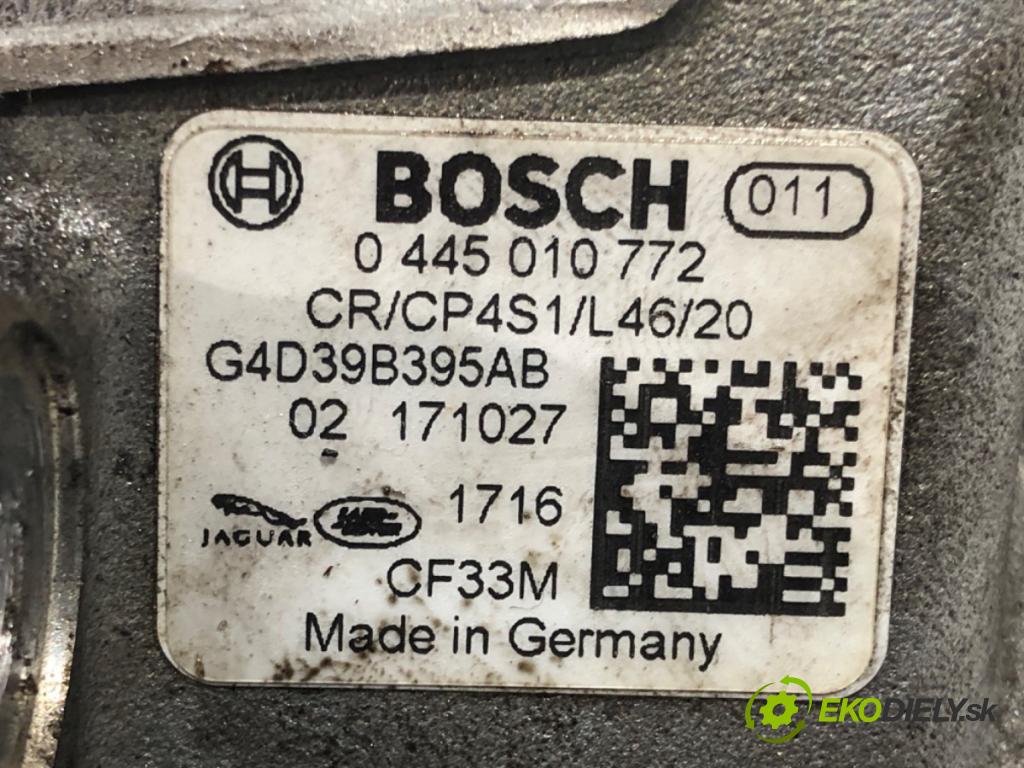 BOSCH 011
0 445 010 772
CR/CP4S1/L46/20
G4D39B395AB
02 171027
JAGUAR 1716
CF33M
Made in Germany
EKODIELY.sk